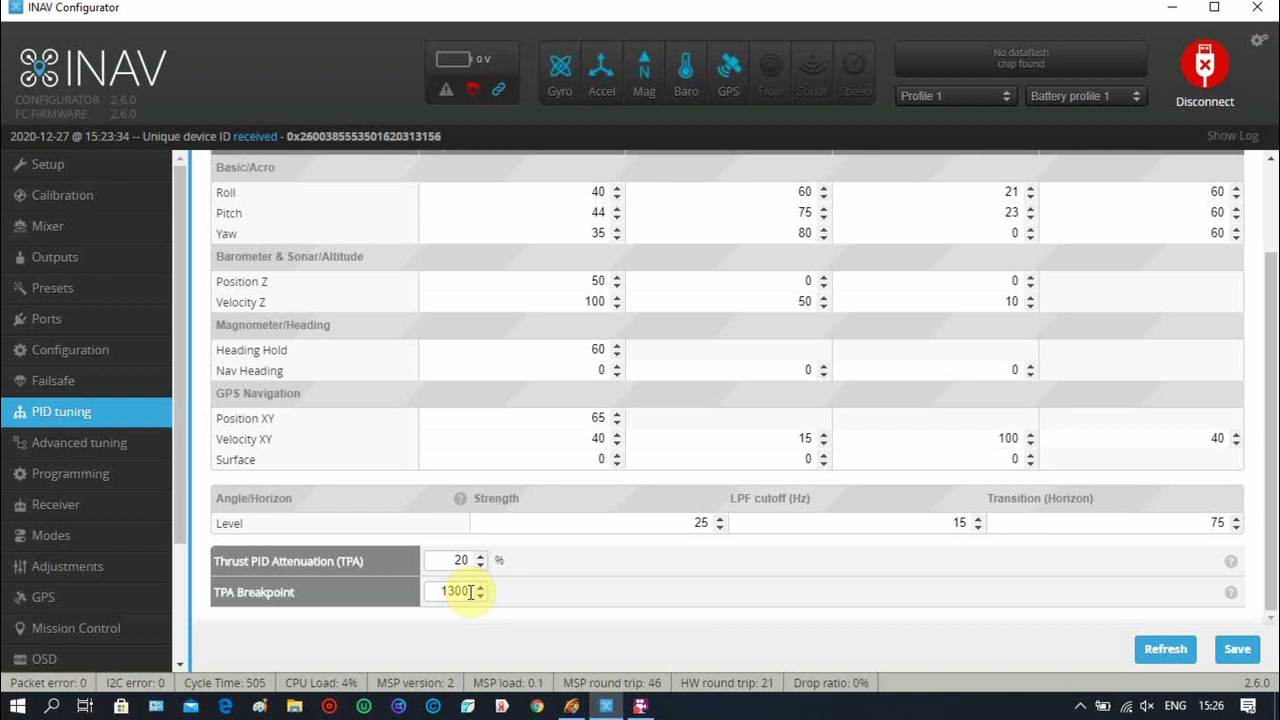 INAV Configurator
INAV
CONFIGURATOR 2.6.0
FC FIRMWARE 2.6.0
0 V
Gyro Accel Mag Baro GPS Flow Sonar Speed
No dataflash
chip found
Profile 1 Battery profile 1
Disconnect
2020-12-27 @ 15:23:34 -- Unique device ID received - 0x2600385553501620313156 Show Log
Setup
Calibration
Mixer
Outputs
Presets
Ports
Configuration
Failsafe
PID tuning
Advanced tuning
Programming
Receiver
Modes
Adjustments
GPS
Mission Control
OSD
Basic/Acro
Roll 40 60 21 60
Pitch 44 75 23 60
Yaw 35 80 0 60
Barometer & Sonar/Altitude
Position Z 50 0 0
Velocity Z 100 50 10
Magnometer/Heading
Heading Hold 60
Nav Heading 0 0 0
GPS Navigation
Position XY 65
Velocity XY 40 15 100 40
Surface 0 0 0
Angle/Horizon ? Strength LPF cutoff (Hz) Transition (Horizon)
Level 25 15 75
Thrust PID Attenuation (TPA) 20 % ?
TPA Breakpoint 1300 ?
Refresh Save
Packet error: 0 I2C error: 0 Cycle Time: 505 CPU Load: 4% MSP version: 2 MSP load: 0.1 MSP round trip: 46 HW round trip: 21 Drop ratio: 0% 2.6.0
ENG 15:26